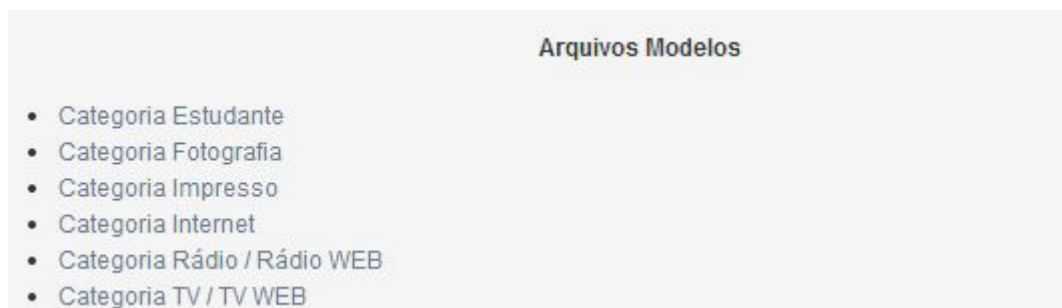 Arquivos Modelos
• Categoria Estudante
• Categoria Fotografia
• Categoria Impresso
• Categoria Internet
• Categoria Rádio / Rádio WEB
• Categoria TV / TV WEB